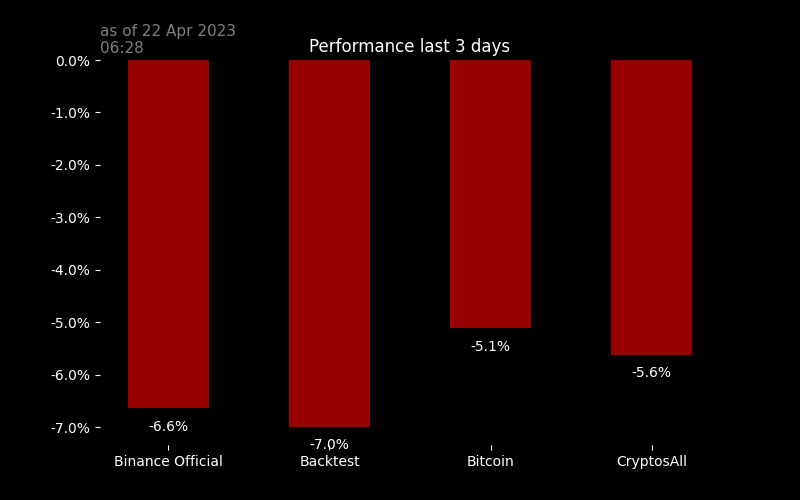 as of 22 Apr 2023
06:28
Performance last 3 days
0.0%
-1.0%
-2.0%
-3.0%
-4.0%
-5.0%
-6.0%
-7.0%
-6.6%
-7.0%
-5.1%
-5.6%
Binance Official
Backtest
Bitcoin
CryptosAll